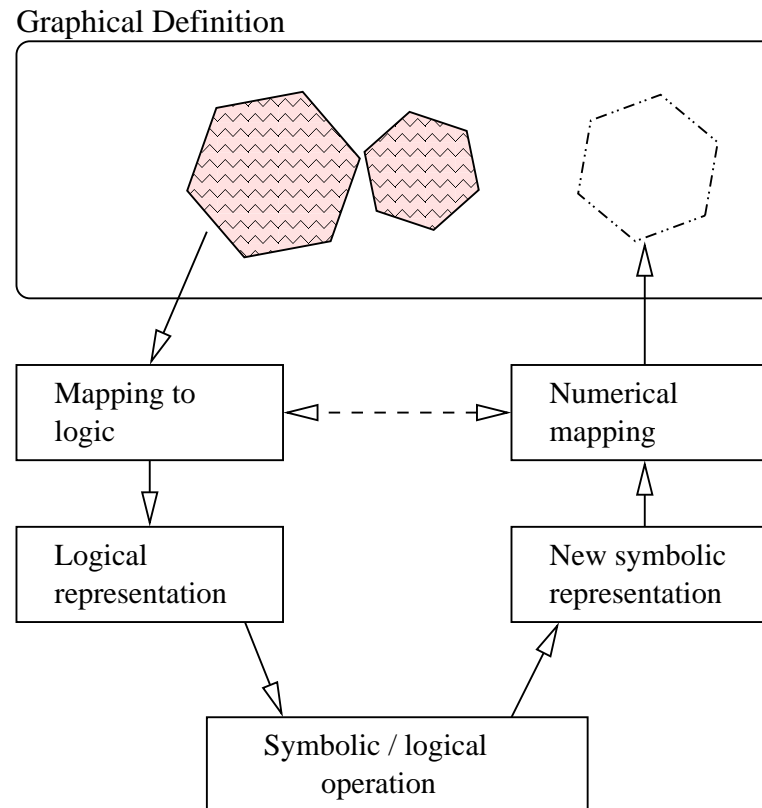 Graphical Definition
Mapping to
logic
Numerical
mapping
Logical
representation
New symbolic
representation
Symbolic / logical
operation